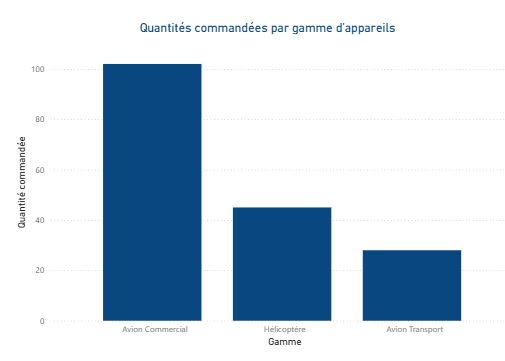 Quantités commandées par gamme d'appareils
Quantité commandée
100
80
60
40
20
0
Avion Commercial
Hélicoptère
Avion Transport
Gamme